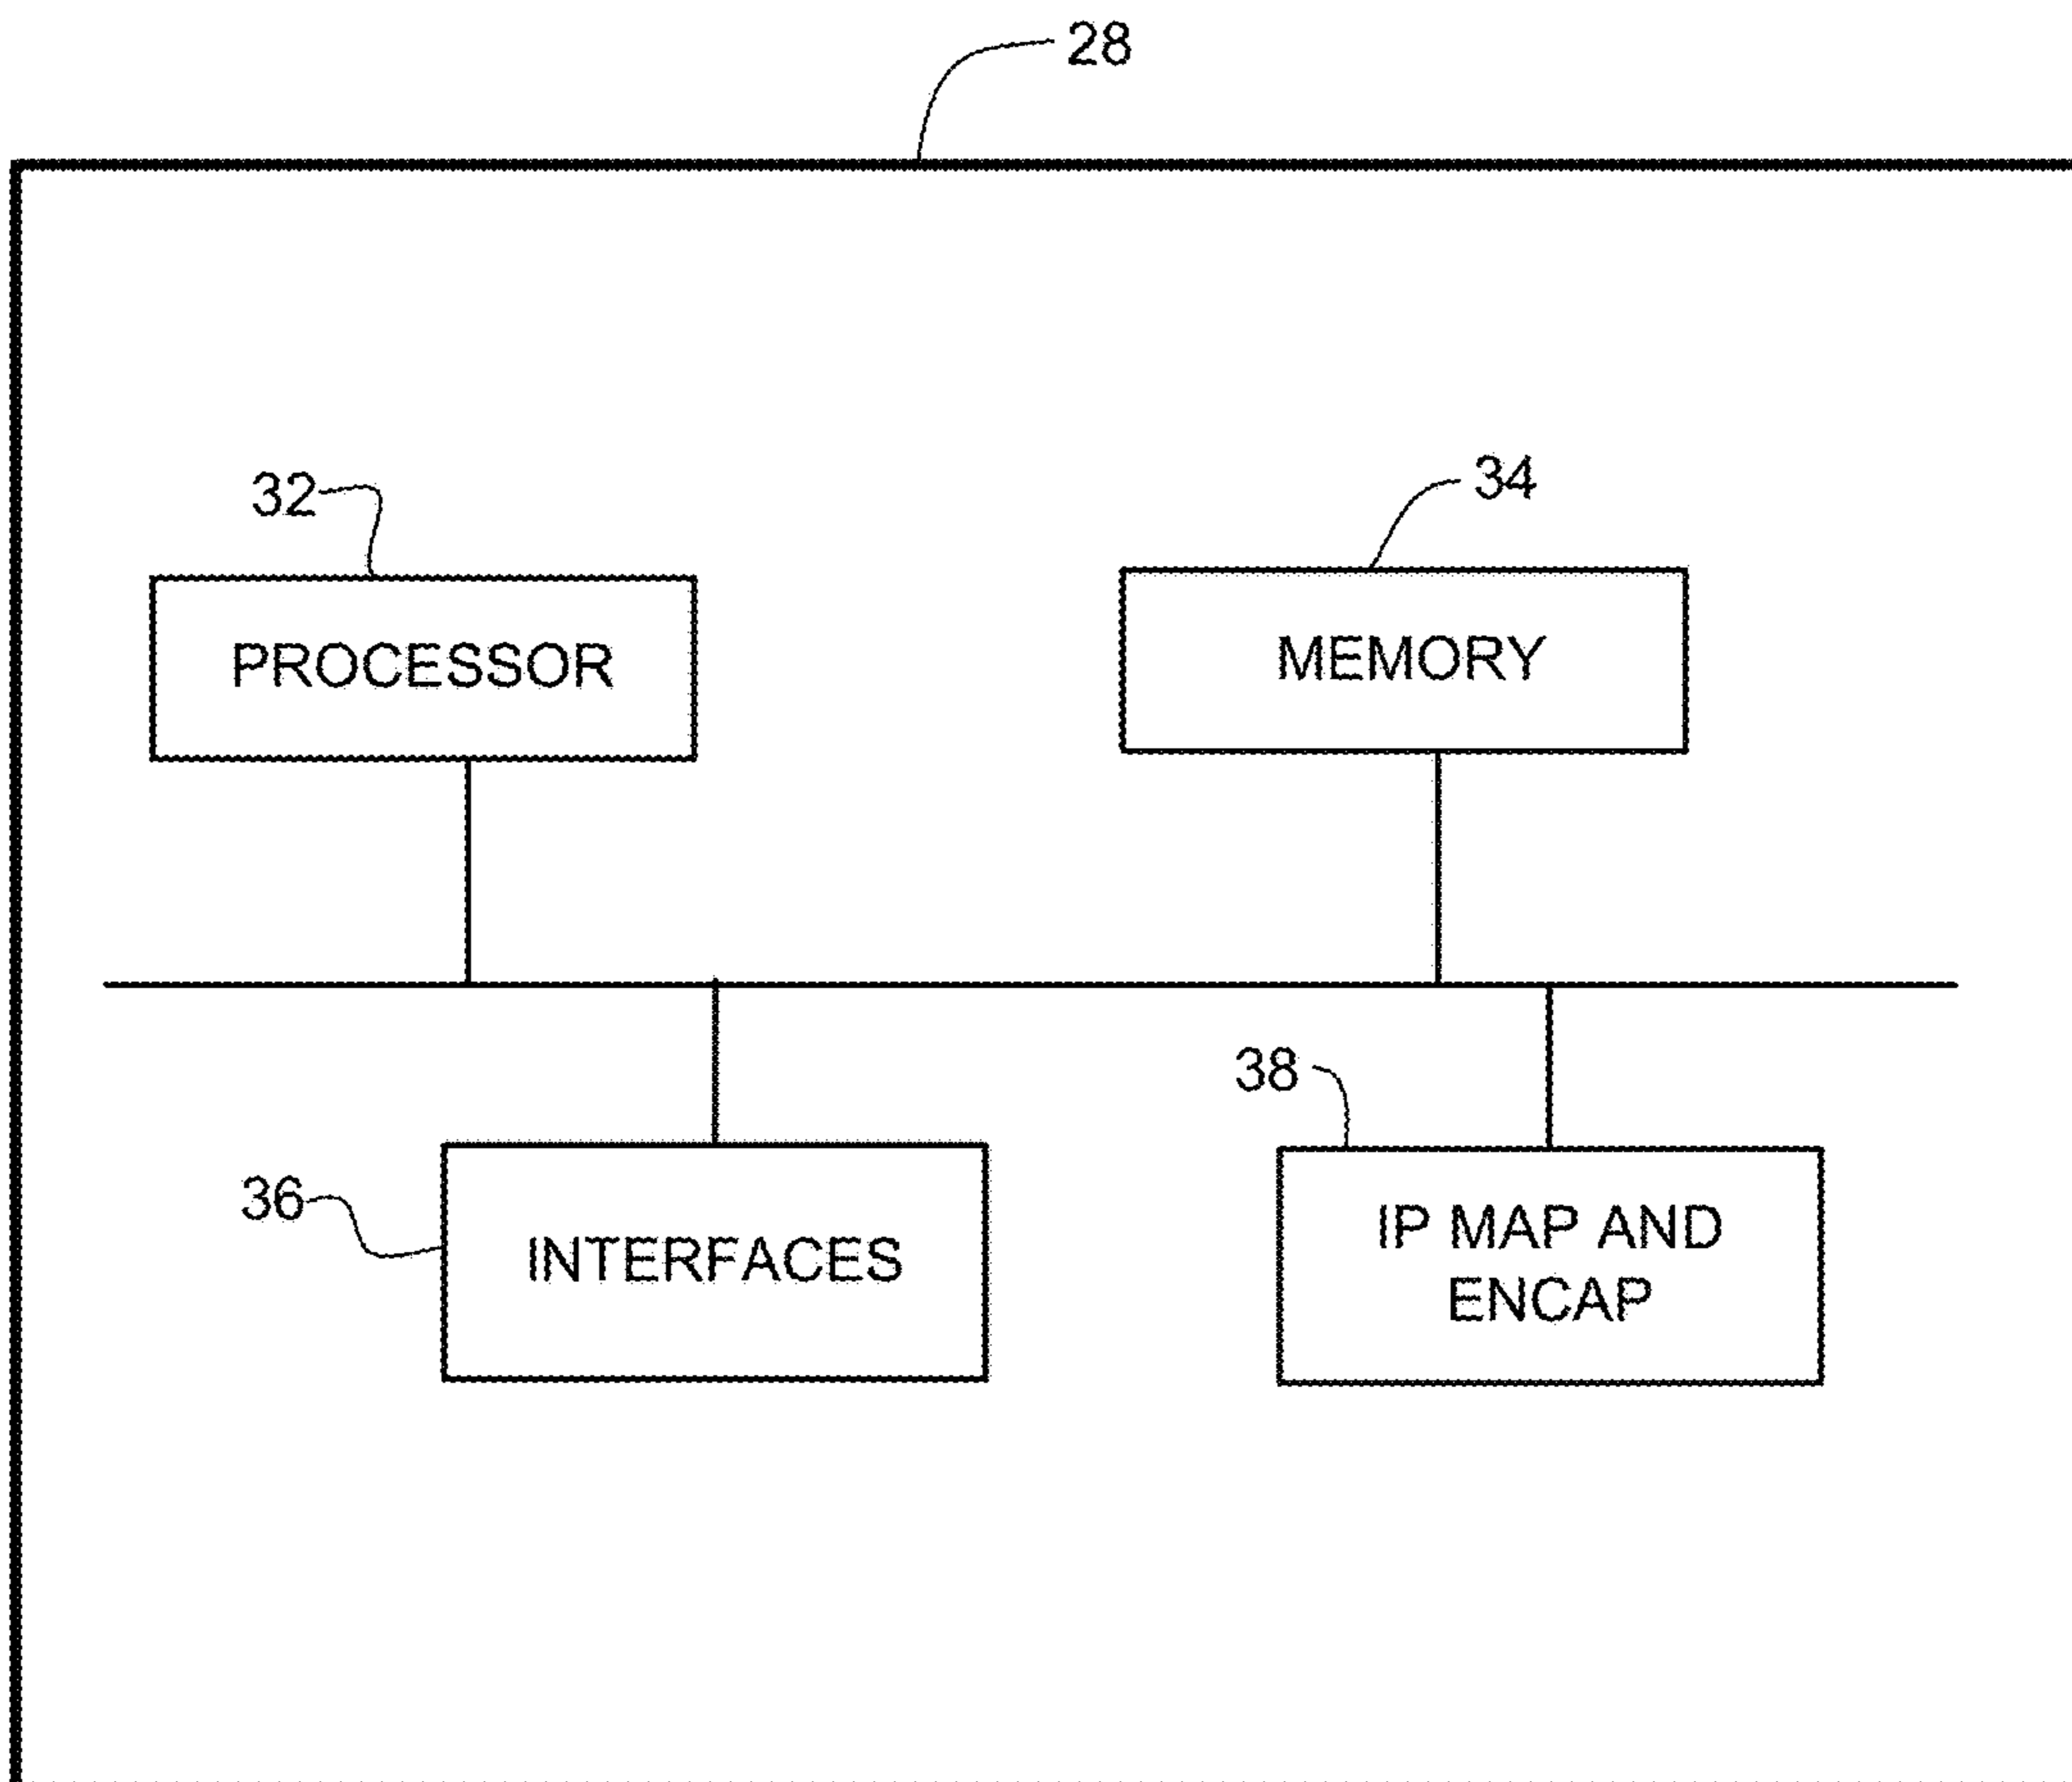 28
32
34
PROCESSOR
MEMORY
38
36
INTERFACES
IP MAP AND
ENCAP